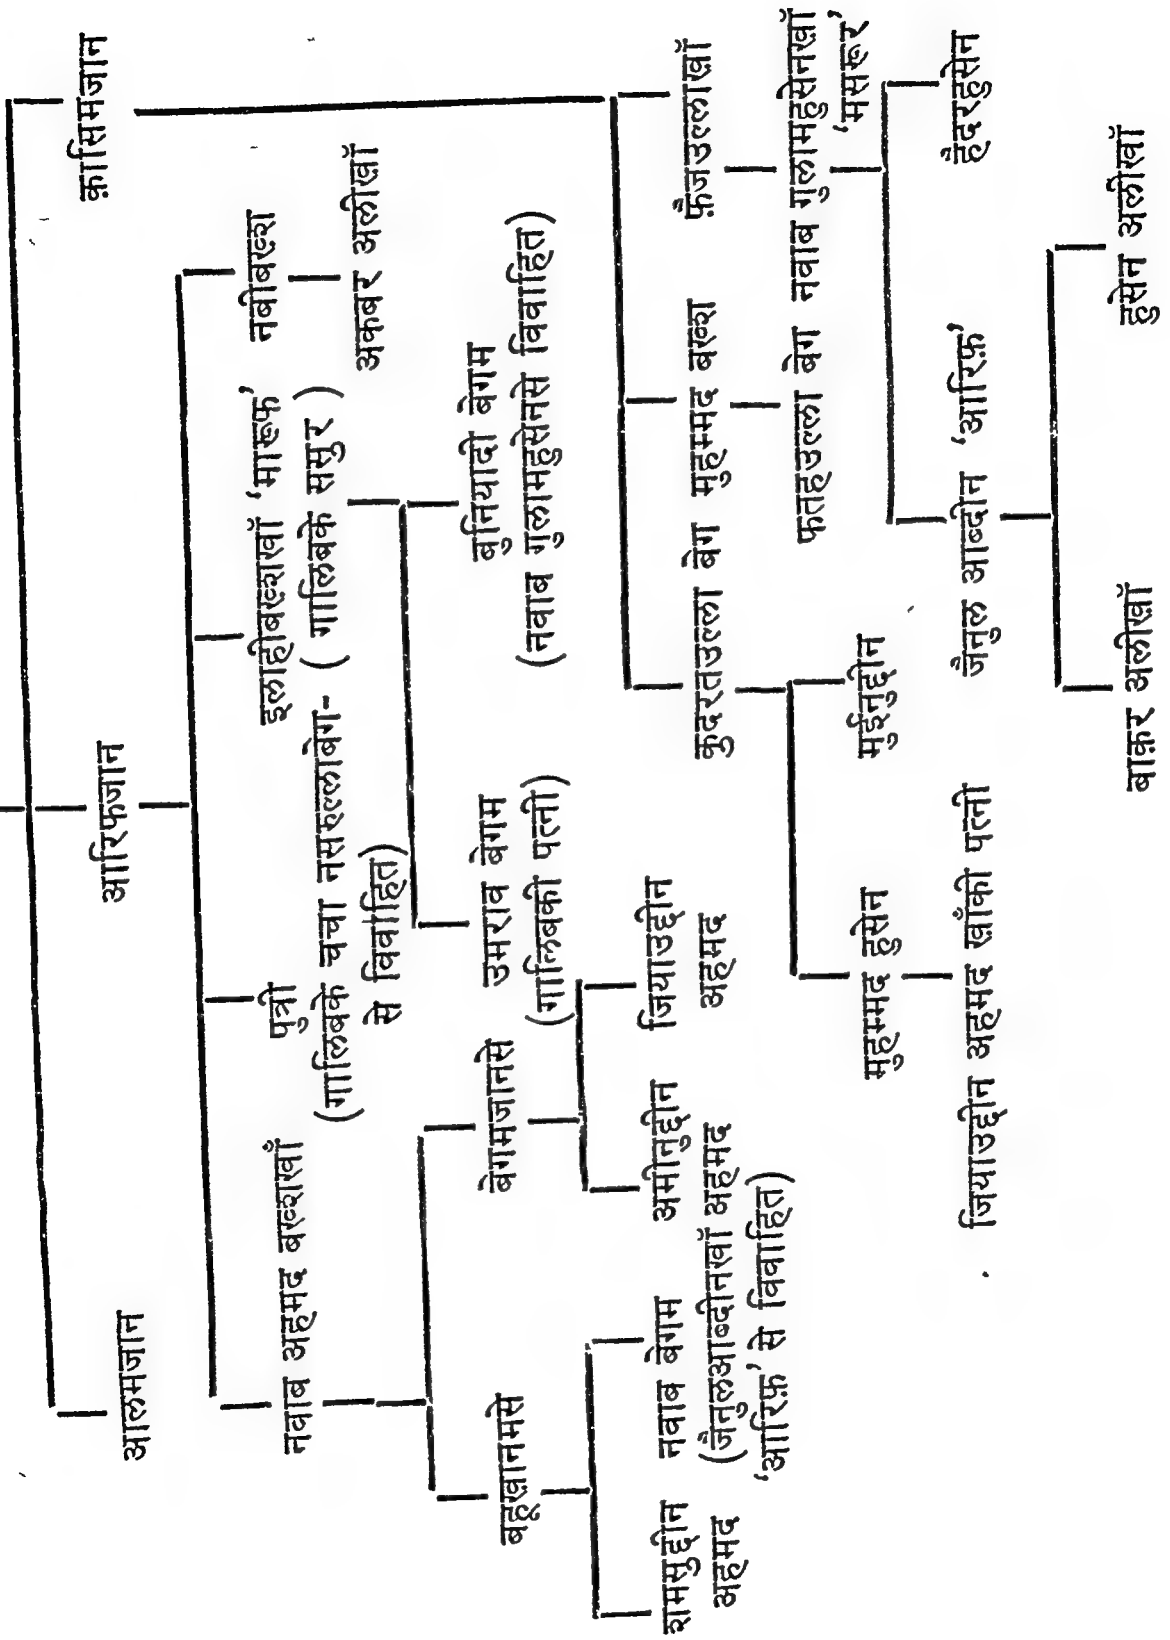 आलमजान
आरिफजान
क़ासिमजान
नवाब अहमद बख्शखाँ
पुत्री
(ग़ालिबके चचा नसरुल्लाबेग-
से विवाहित)
इलाहीबख्शखाँ 'मारूफ'
( ग़ालिबके ससुर )
नबीबख्श
अकबर अलीखाँ
बहूखानमसे
बेगमजानसे
उमराव बेगम
(ग़ालिबकी पत्नी)
बुनियादी बेगम
(नवाब गुलामहुसेनसे विवाहित)
शमसुद्दीन
अहमद
नवाब बेगम
(जैनुलआब्दीनखाँ अहमद
'आरिफ़' से विवाहित)
अमीनुद्दीन
जियाउद्दीन
अहमद
कुदरतउल्ला बेग
मुहम्मद बख्श
फ़ैजउल्लाखाँ
मुहम्मद हुसेन
मुईनुद्दीन
फतहउल्ला बेग
नवाब गुलामहुसेनखाँ
'मसरूर'
जियाउद्दीन अहमद खाँकी पत्नी
जैनुल आब्दीन 'आरिफ़'
हैदरहुसेन
बाक़र अलीखाँ
हुसेन अलीखाँ